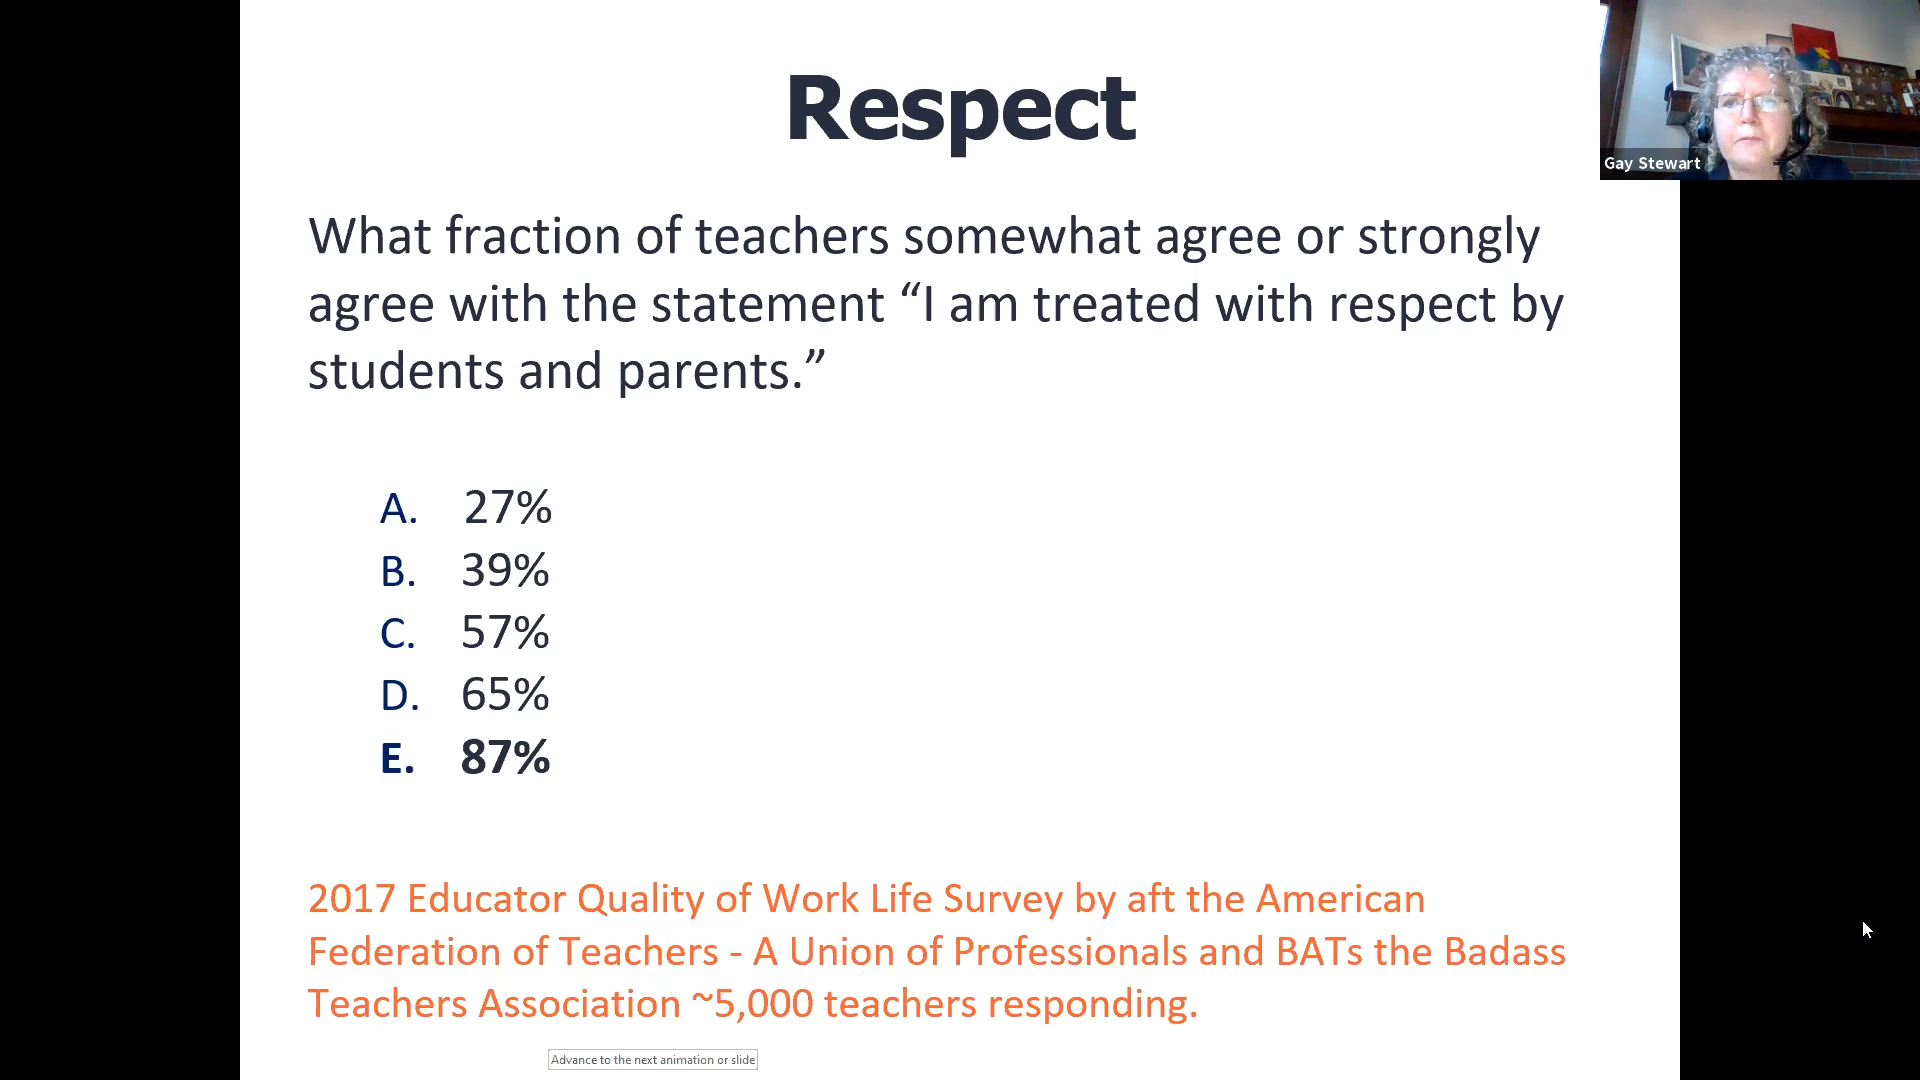 Respect
Gay Stewart
What fraction of teachers somewhat agree or strongly
agree with the statement “I am treated with respect by
students and parents.”
A. 27%
B. 39%
C. 57%
D. 65%
E. 87%
2017 Educator Quality of Work Life Survey by aft the American
Federation of Teachers - A Union of Professionals and BATs the Badass
Teachers Association ~5,000 teachers responding.
Advance to the next animation or slide